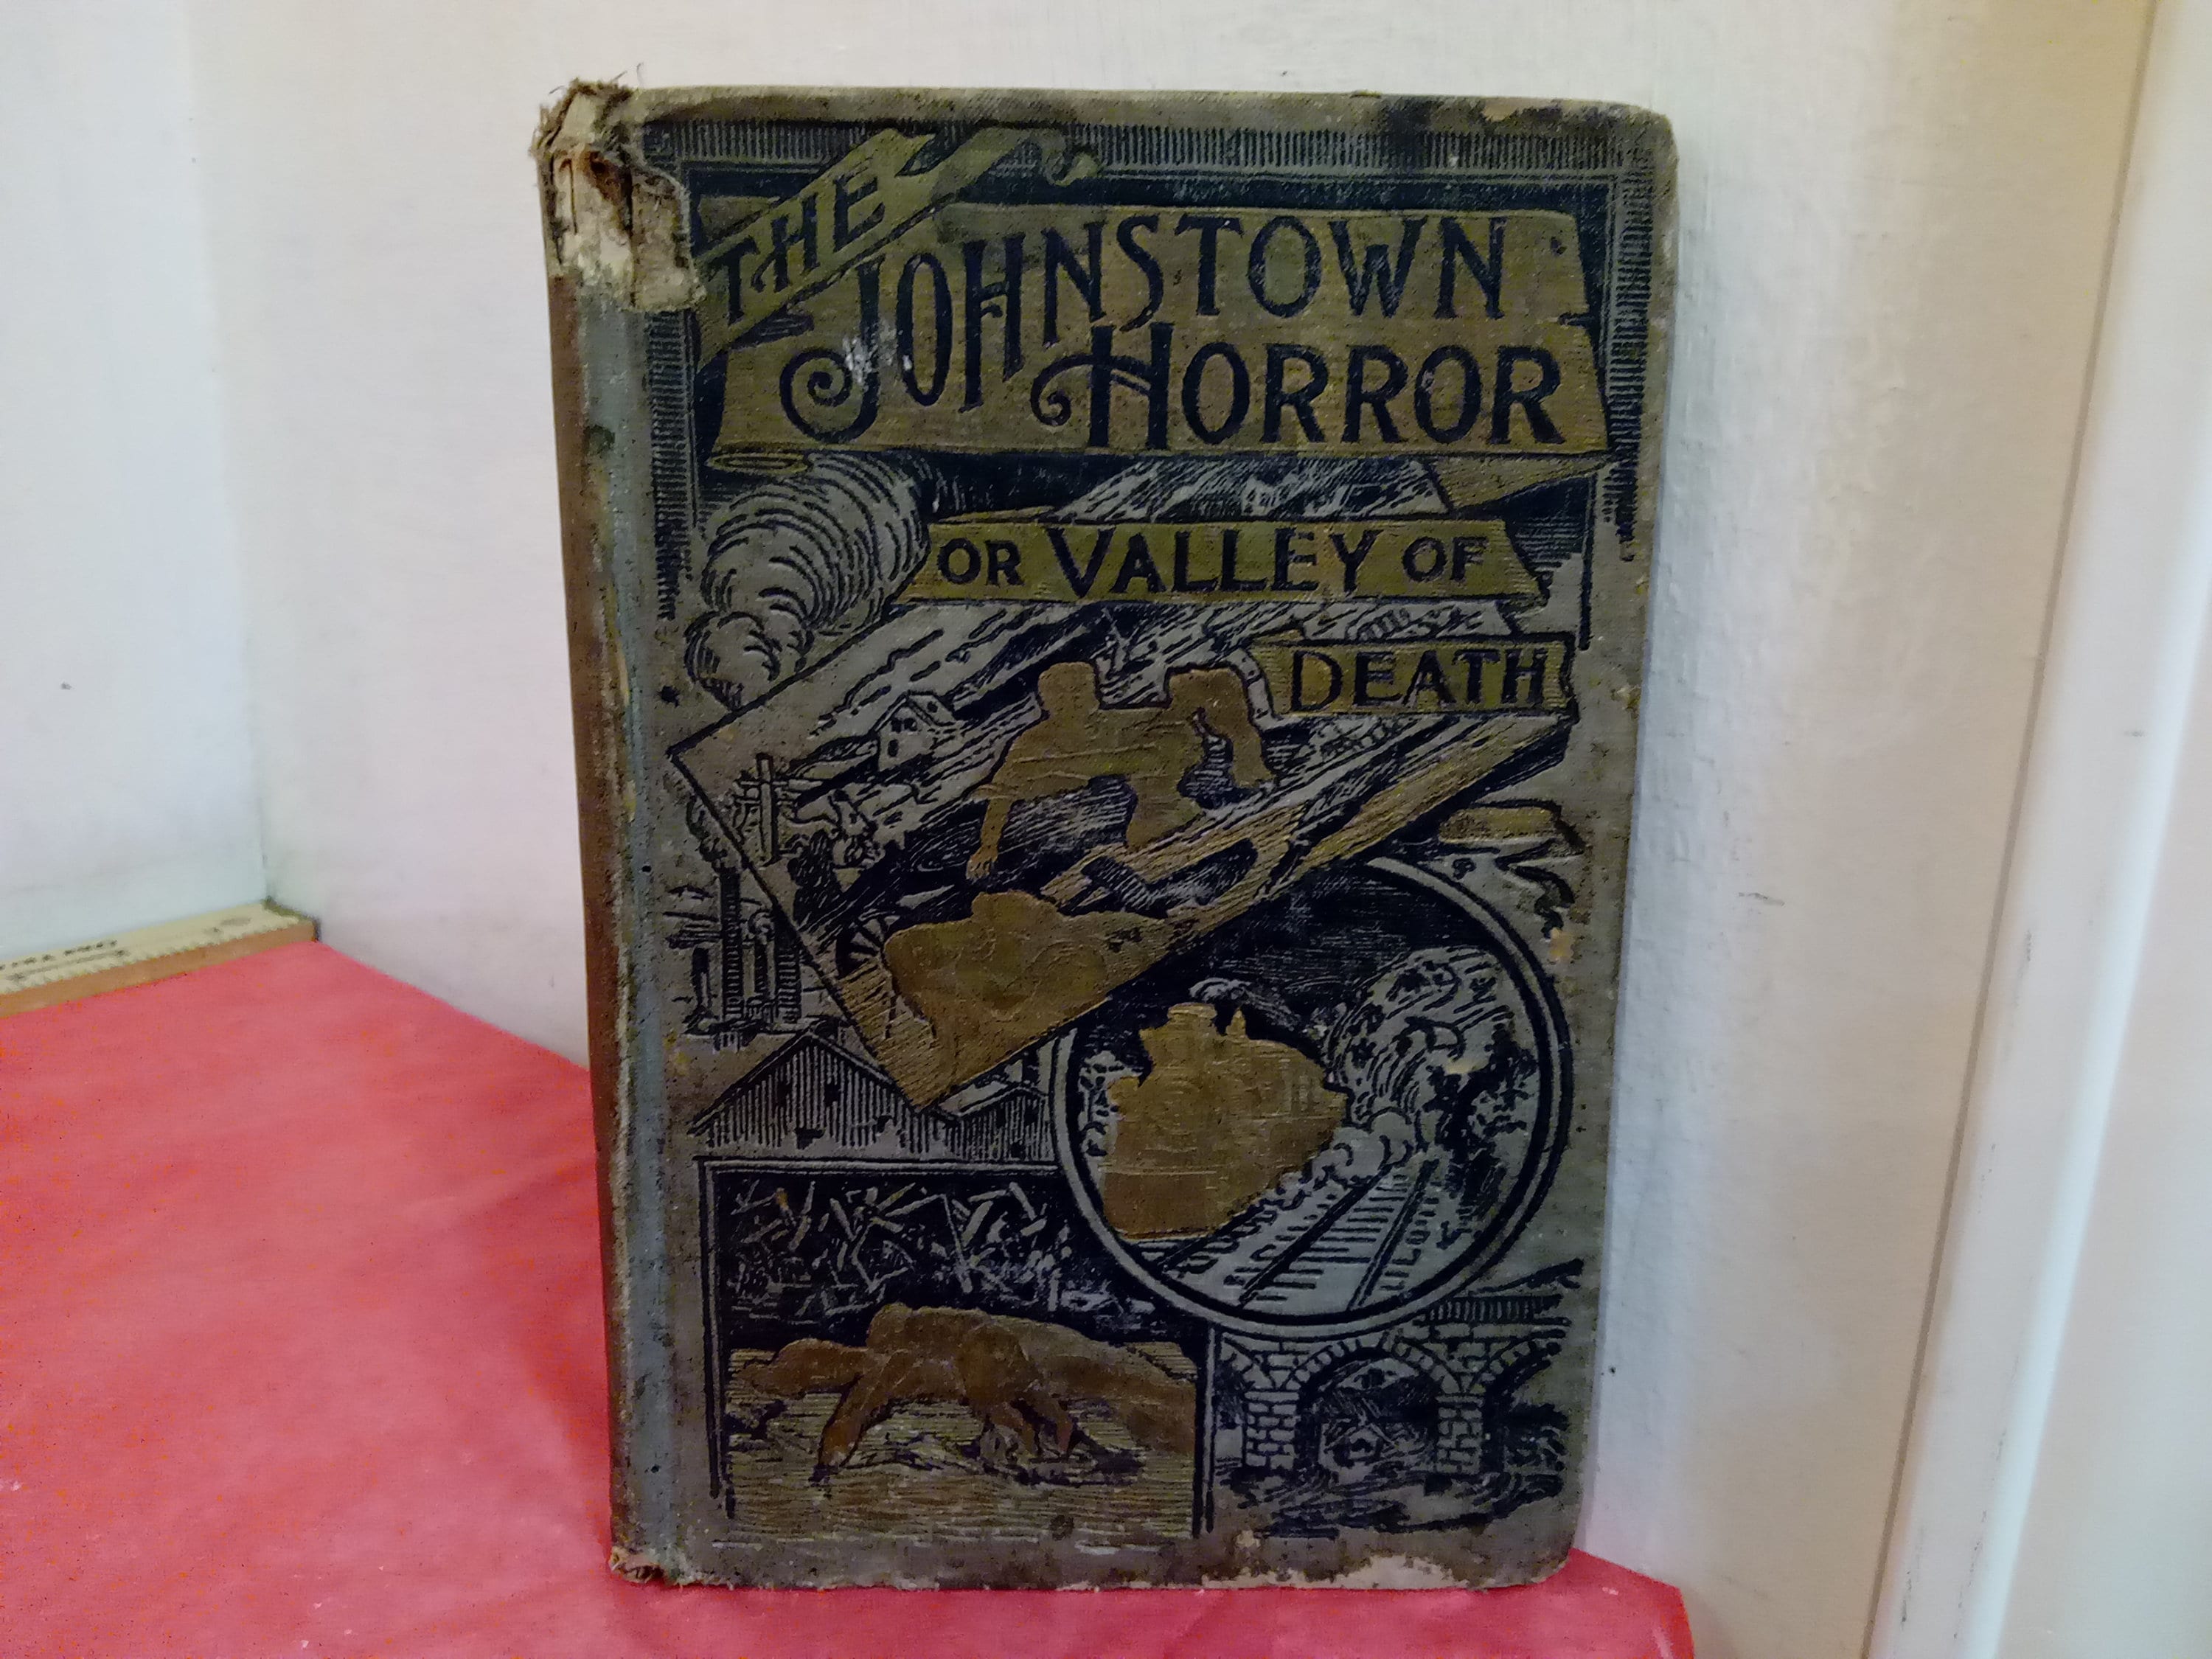 THE
JOHNSTOWN
HORROR
OR VALLEY OF
DEATH